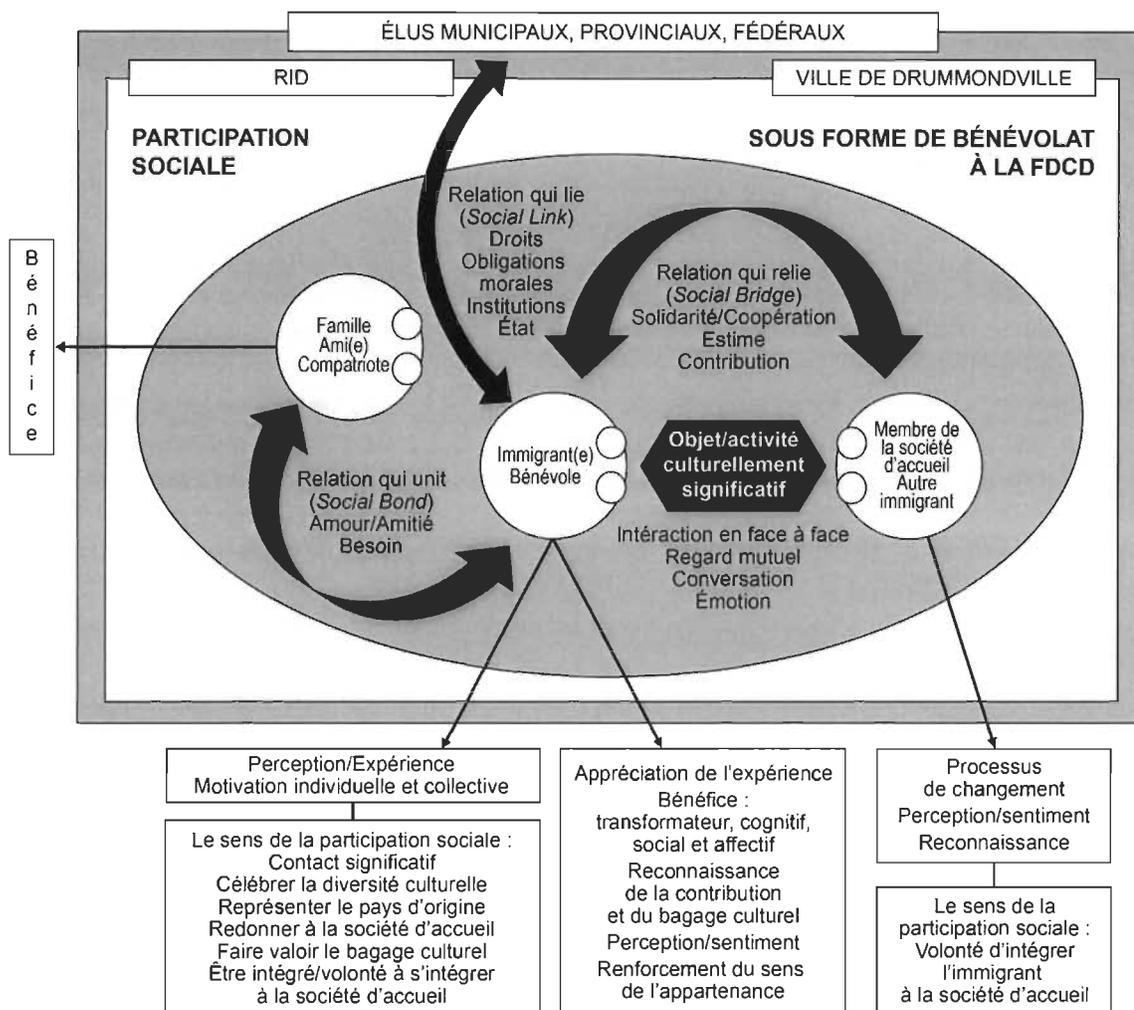 ÉLUS MUNICIPAUX, PROVINCIAUX, FÉDÉRAUX
RID
VILLE DE DRUMMONDVILLE
PARTICIPATION
SOCIALE
SOUS FORME DE BÉNÉVOLAT
À LA FDCD
Bénéfice
Relation qui lie
(Social Link)
Droits
Obligations
morales
Institutions
État
Relation qui relie
(Social Bridge)
Solidarité/Coopération
Estime
Contribution
Famille
Ami(e)
Compatriote
Immigrant(e)
Bénévole
Objet/activité
culturellement
significatif
Membre de
la société
d'accueil
Autre
immigrant
Relation qui unit
(Social Bond)
Amour/Amitié
Besoin
Intéraction en face à face
Regard mutuel
Conversation
Émotion
Perception/Expérience
Motivation individuelle et collective
Le sens de la participation sociale :
Contact significatif
Célébrer la diversité culturelle
Représenter le pays d'origine
Redonner à la société d'accueil
Faire valoir le bagage culturel
Être intégré/volonté à s'intégrer
à la société d'accueil
Appréciation de l'expérience
Bénéfice :
transformateur, cognitif,
social et affectif
Reconnaissance
de la contribution
et du bagage culturel
Perception/sentiment
Renforcement du sens
de l'appartenance
Processus
de changement
Perception/sentiment
Reconnaissance
Le sens de la
participation sociale :
Volonté d'intégrer
l'immigrant
à la société d'accueil